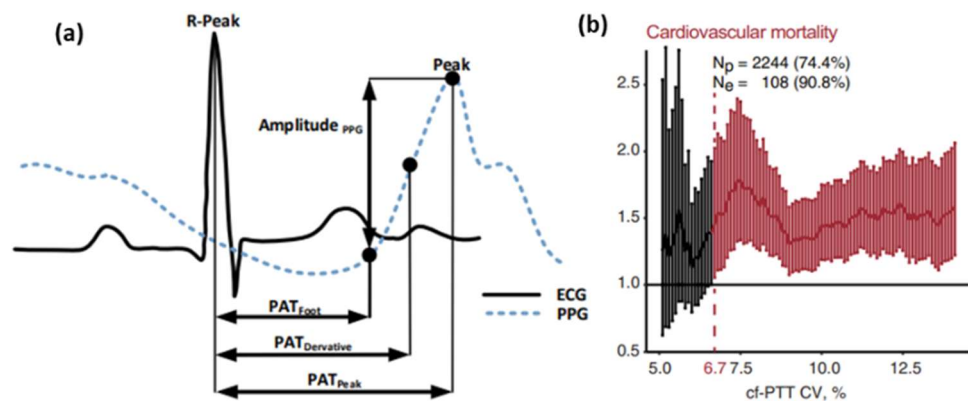 (a)
R-Peak
Peak
Amplitude PPG
PAT Foot
PAT Dervative
PAT Peak
ECG
PPG
(b)
Cardiovascular mortality
Np = 2244 (74.4%)
Ne = 108 (90.8%)
2.5
2.0
1.5
1.0
0.5
5.0 6.7 7.5 10.0 12.5
cf-PTT CV, %